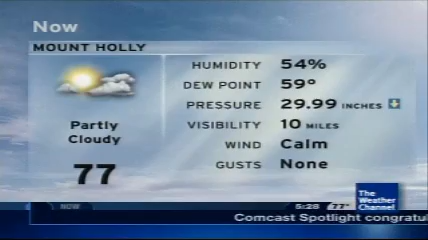 Now
MOUNT HOLLY
HUMIDITY 54%
DEW POINT 59°
PRESSURE 29.99 INCHES
VISIBILITY 10 MILES
WIND Calm
GUSTS None
Partly
Cloudy
77
NOW
5:28 77°
The
Weather
Channel
Comcast Spotlight congratul